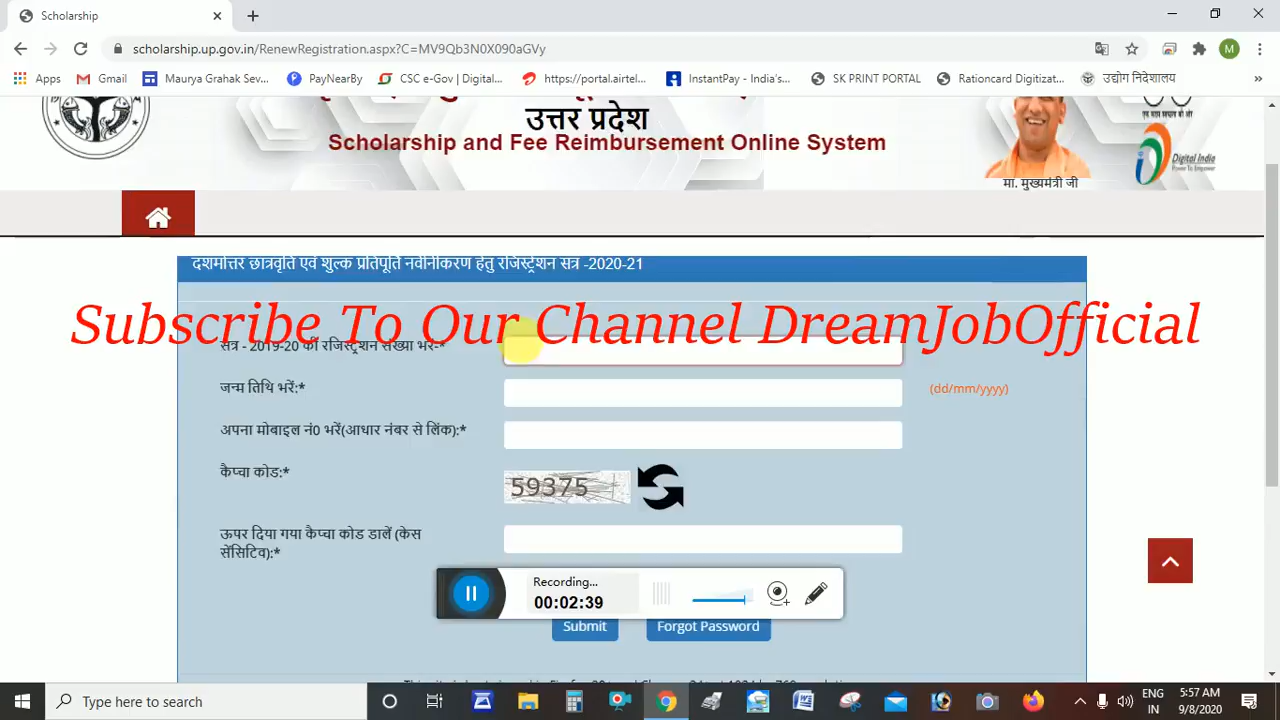 Scholarship
scholarship.up.gov.in/RenewRegistration.aspx?C=MV9Qb3N0X090aGVy
M
Apps
Gmail
Maurya Grahak Sev...
PayNearBy
CSC e-Gov | Digital...
https://portal.airtel...
InstantPay - India's...
SK PRINT PORTAL
Rationcard Digitizat...
उद्योग निदेशालय
»
उत्तर प्रदेश
Scholarship and Fee Reimbursement Online System
Digital India
Power To Empower
मा. मुख्यमंत्री जी
दशमोत्तर छात्रवृति एवं शुल्क प्रतिपूर्ति नवीनीकरण हेतु रजिस्ट्रेशन सत्र -2020-21
Subscribe To Our Channel DreamJobOfficial
सत्र - 2019-20 की रजिस्ट्रेशन संख्या भरें-*
जन्म तिथि भरें:*
(dd/mm/yyyy)
अपना मोबाइल नं0 भरें(आधार नंबर से लिंक):*
कैप्चा कोड:*
59375
ऊपर दिया गया कैप्चा कोड डालें (केस
सेंसिटिव):*
Recording...
00:02:39
Submit
Forgot Password
Type here to search
ENG
IN
5:57 AM
9/8/2020